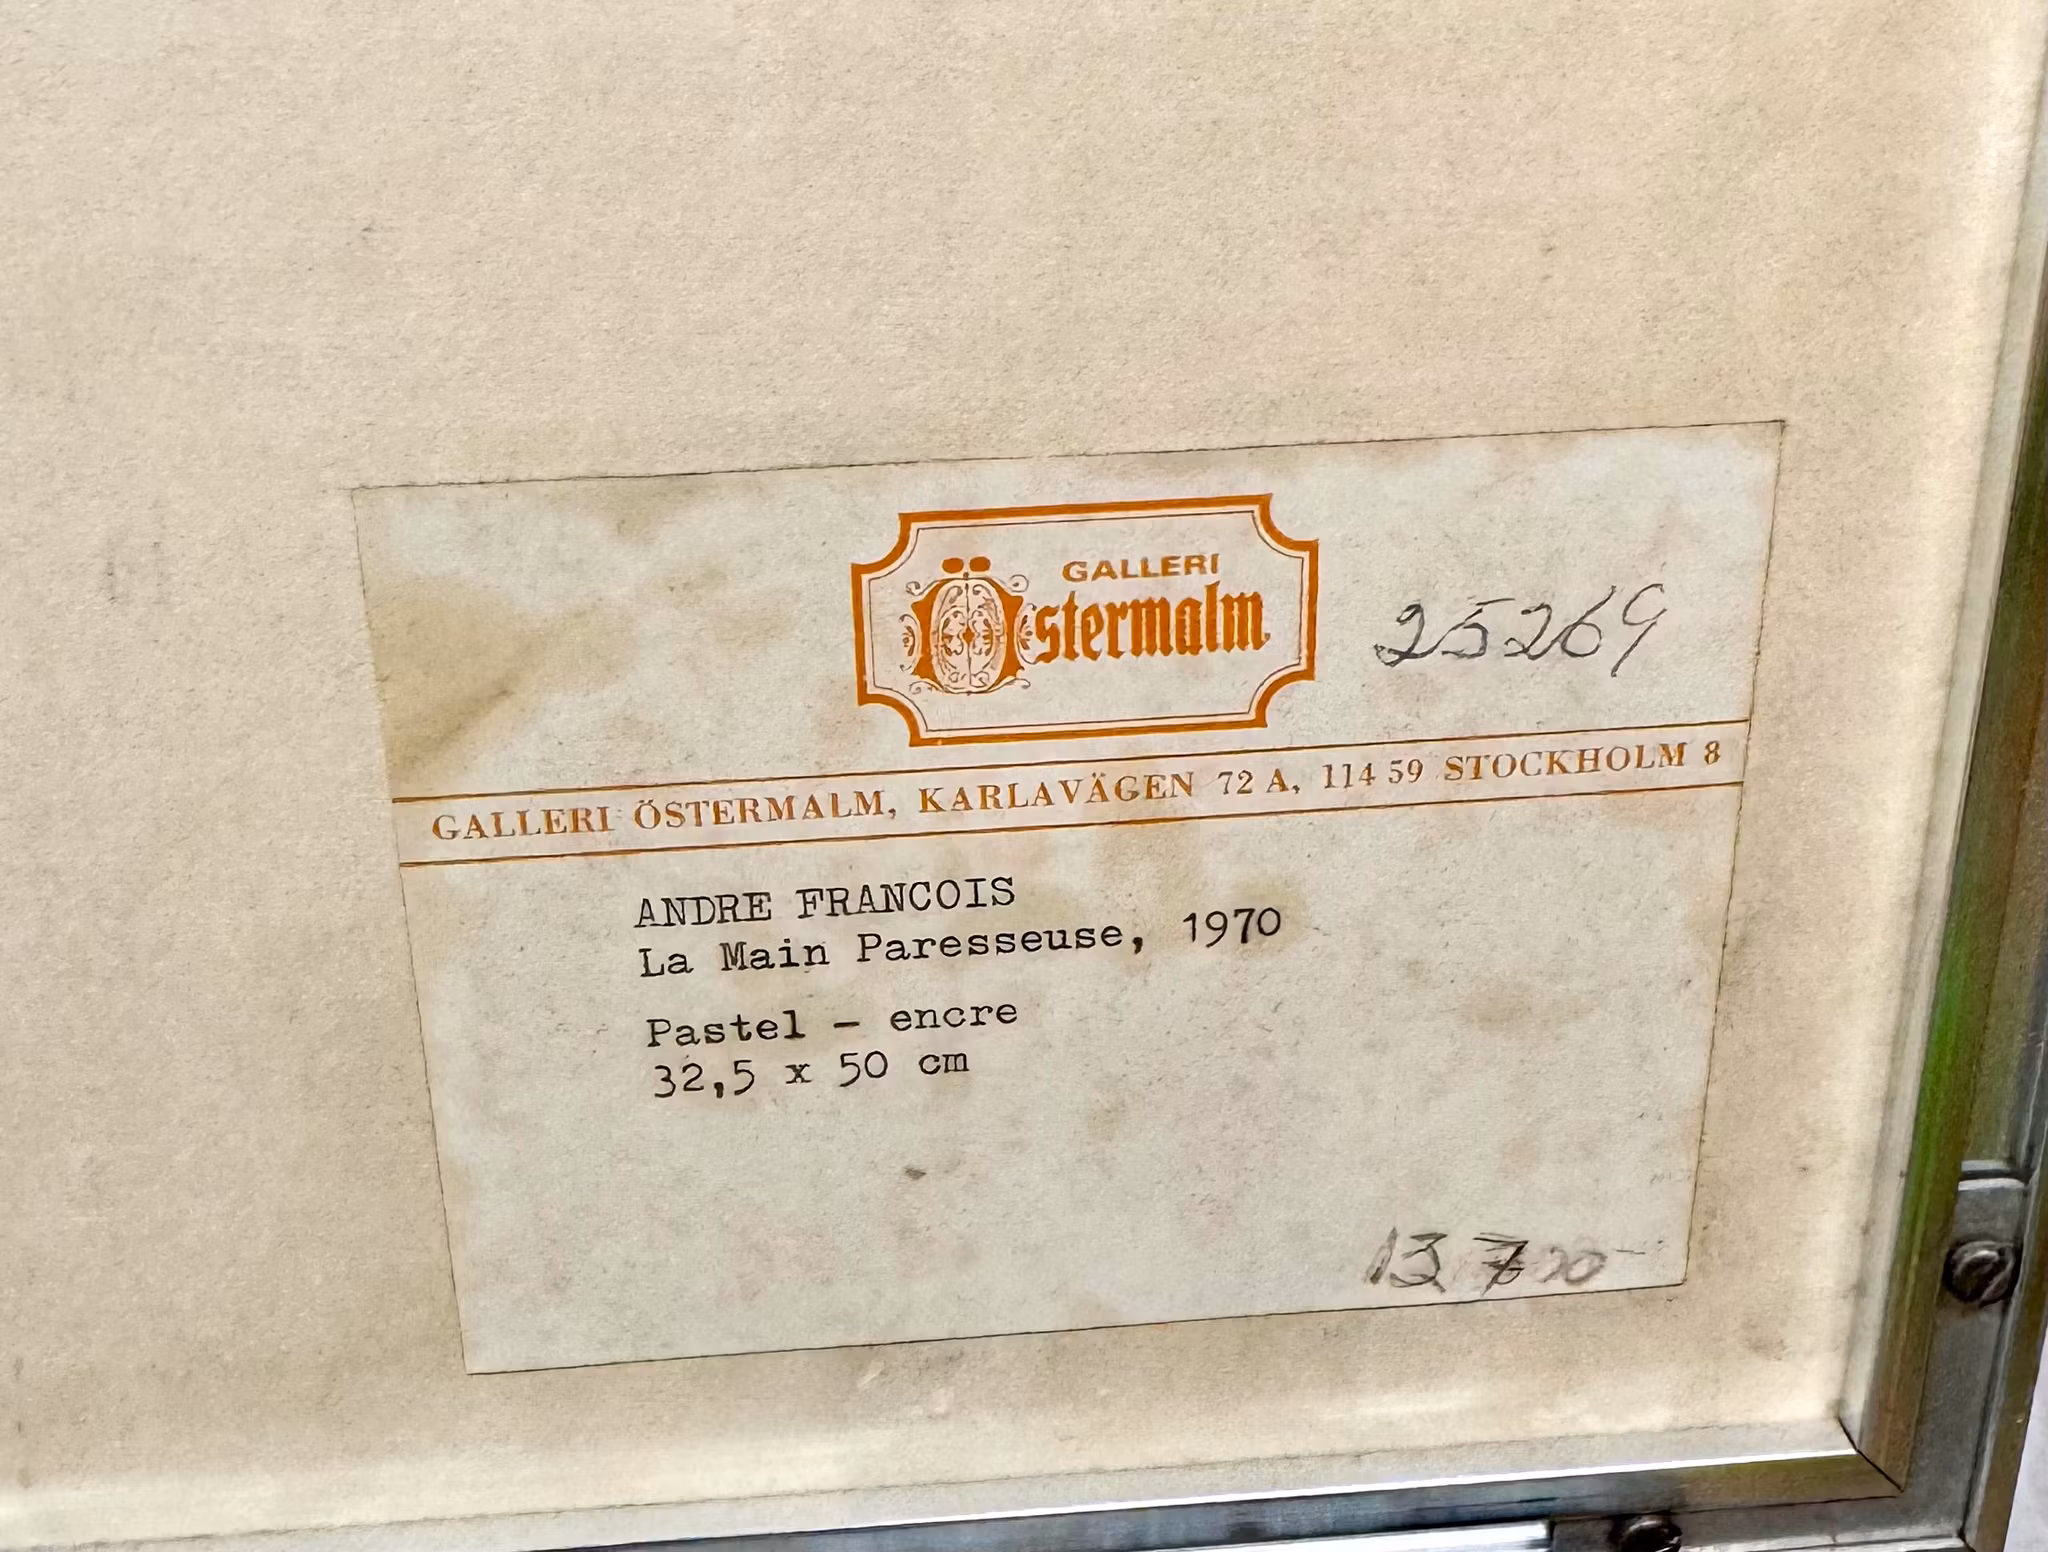 GALLERI
Östermalm
25269
GALLERI ÖSTERMALM, KARLAVÄGEN 72 A, 114 59 STOCKHOLM 8
ANDRE FRANCOIS
La Main Paresseuse, 1970
Pastel - encre
32,5 x 50 cm
13